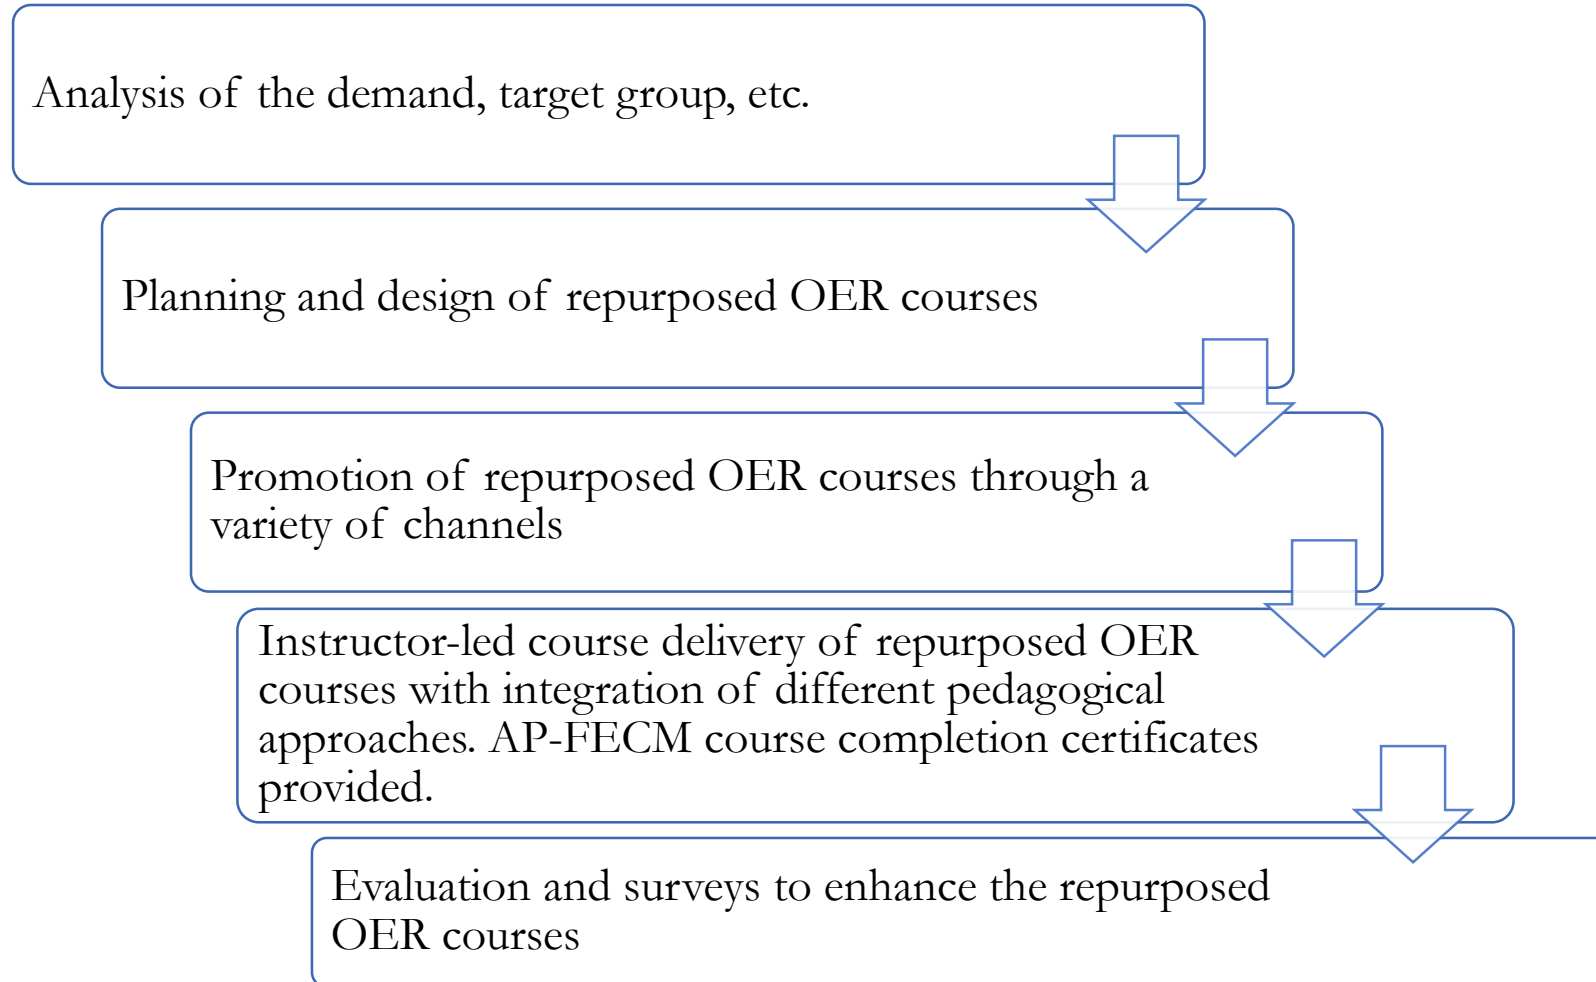 Analysis of the demand, target group, etc.
Planning and design of repurposed OER courses
Promotion of repurposed OER courses through a
variety of channels
Instructor-led course delivery of repurposed OER
courses with integration of different pedagogical
approaches. AP-FECM course completion certificates
provided.
Evaluation and surveys to enhance the repurposed
OER courses